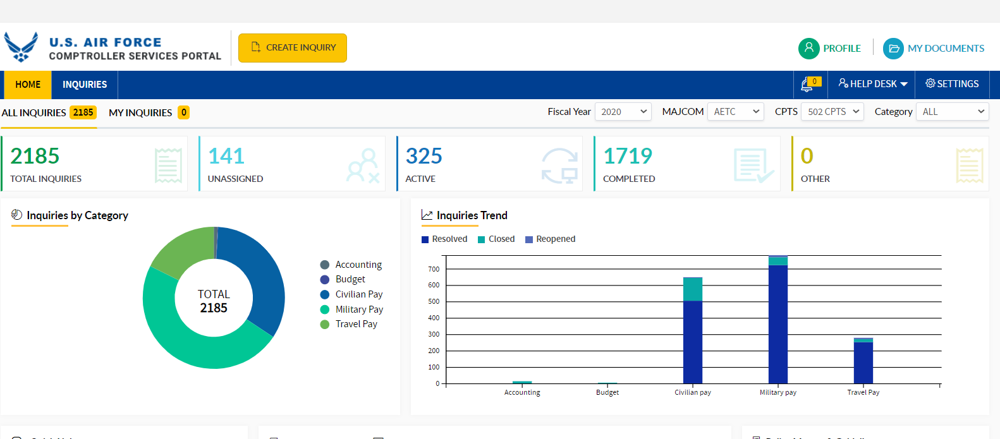 U.S. AIR FORCE
COMPTROLLER SERVICES PORTAL
CREATE INQUIRY
PROFILE
MY DOCUMENTS
HOME
INQUIRIES
0
HELP DESK
SETTINGS
ALL INQUIRIES 2185
MY INQUIRIES 0
Fiscal Year 2020
MAJCOM AETC
CPTS 502 CPTS
Category ALL
2185
TOTAL INQUIRIES
141
UNASSIGNED
325
ACTIVE
1719
COMPLETED
0
OTHER
Inquiries by Category
TOTAL
2185
Accounting
Budget
Civilian Pay
Military Pay
Travel Pay
Inquiries Trend
Resolved Closed Reopened
700
600
500
400
300
200
100
0
Accounting Budget Civilian pay Military pay Travel Pay